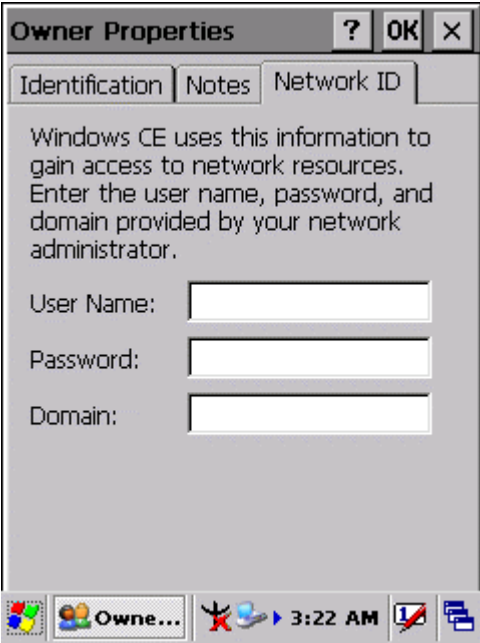 Owner Properties ? OK ×
Identification Notes Network ID
Windows CE uses this information to
gain access to network resources.
Enter the user name, password, and
domain provided by your network
administrator.
User Name:
Password:
Domain:
Owne... 3:22 AM